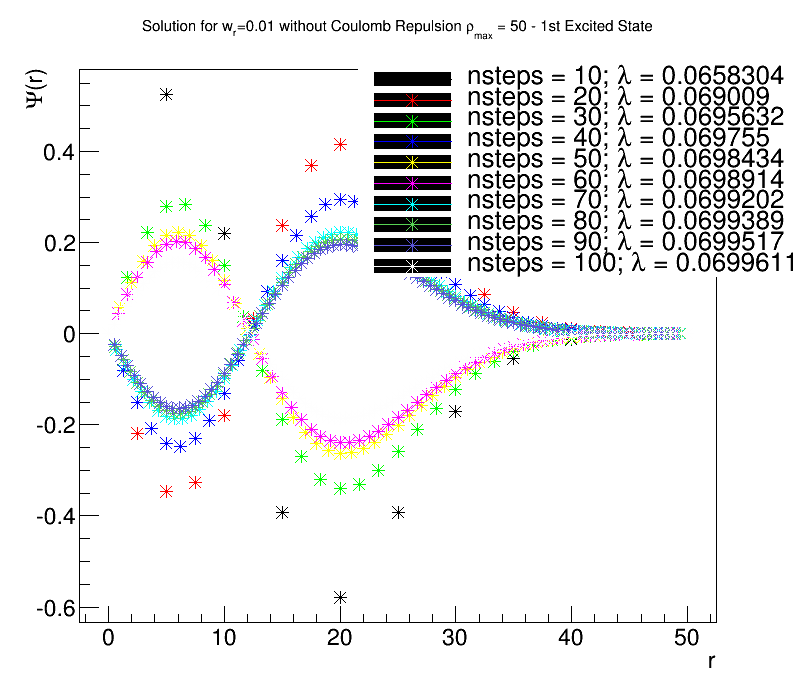 Solution for wr=0.01 without Coulomb Repulsion ρmax = 50 - 1st Excited State
Ψ(r)
nsteps = 10; λ = 0.0658304
nsteps = 20; λ = 0.069009
nsteps = 30; λ = 0.0695632
nsteps = 40; λ = 0.069755
nsteps = 50; λ = 0.0698434
nsteps = 60; λ = 0.0698914
nsteps = 70; λ = 0.0699202
nsteps = 80; λ = 0.0699389
nsteps = 90; λ = 0.0699517
nsteps = 100; λ = 0.0699611
0.4
0.2
0
-0.2
-0.4
-0.6
0 10 20 30 40 50
r